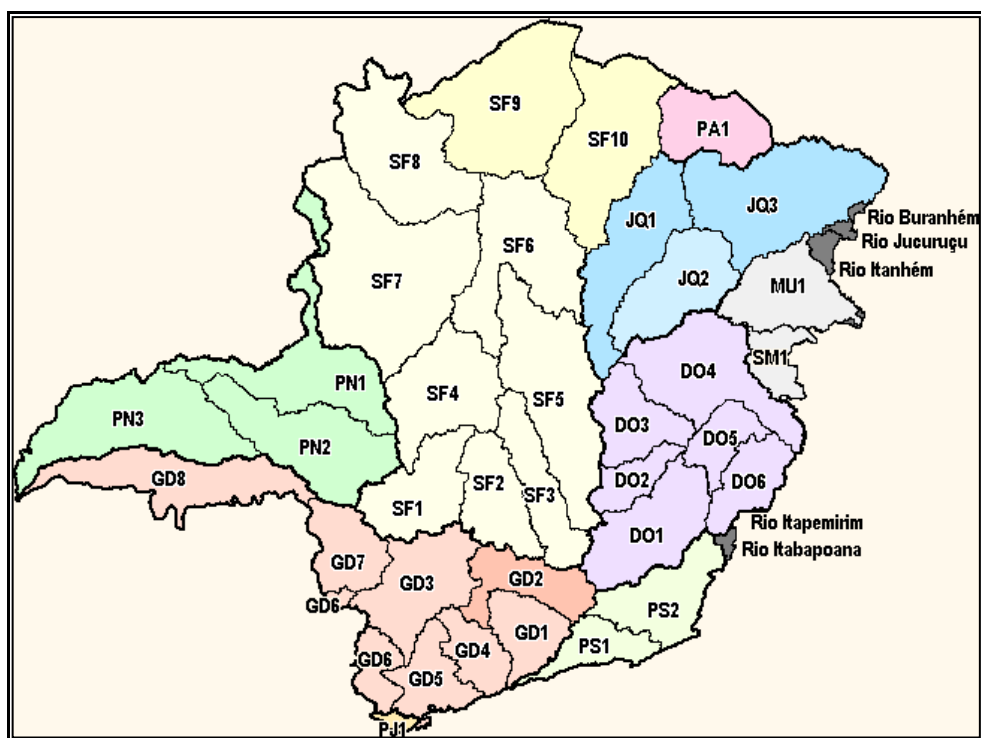 SF9
SF10
PA1
SF8
JQ3
JQ1
Rio Buranhém
Rio Jucuruçu
SF6
Rio Itanhém
SF7
JQ2
MU1
SM1
DO4
PN1
SF4
SF5
PN3
DO3
DO5
PN2
GD8
DO2
DO6
SF2
SF3
SF1
Rio Itapemirim
DO1
Rio Itabapoana
GD7
GD3
GD2
GD6
PS2
GD1
PS1
GD4
GD6
GD5
PJ1